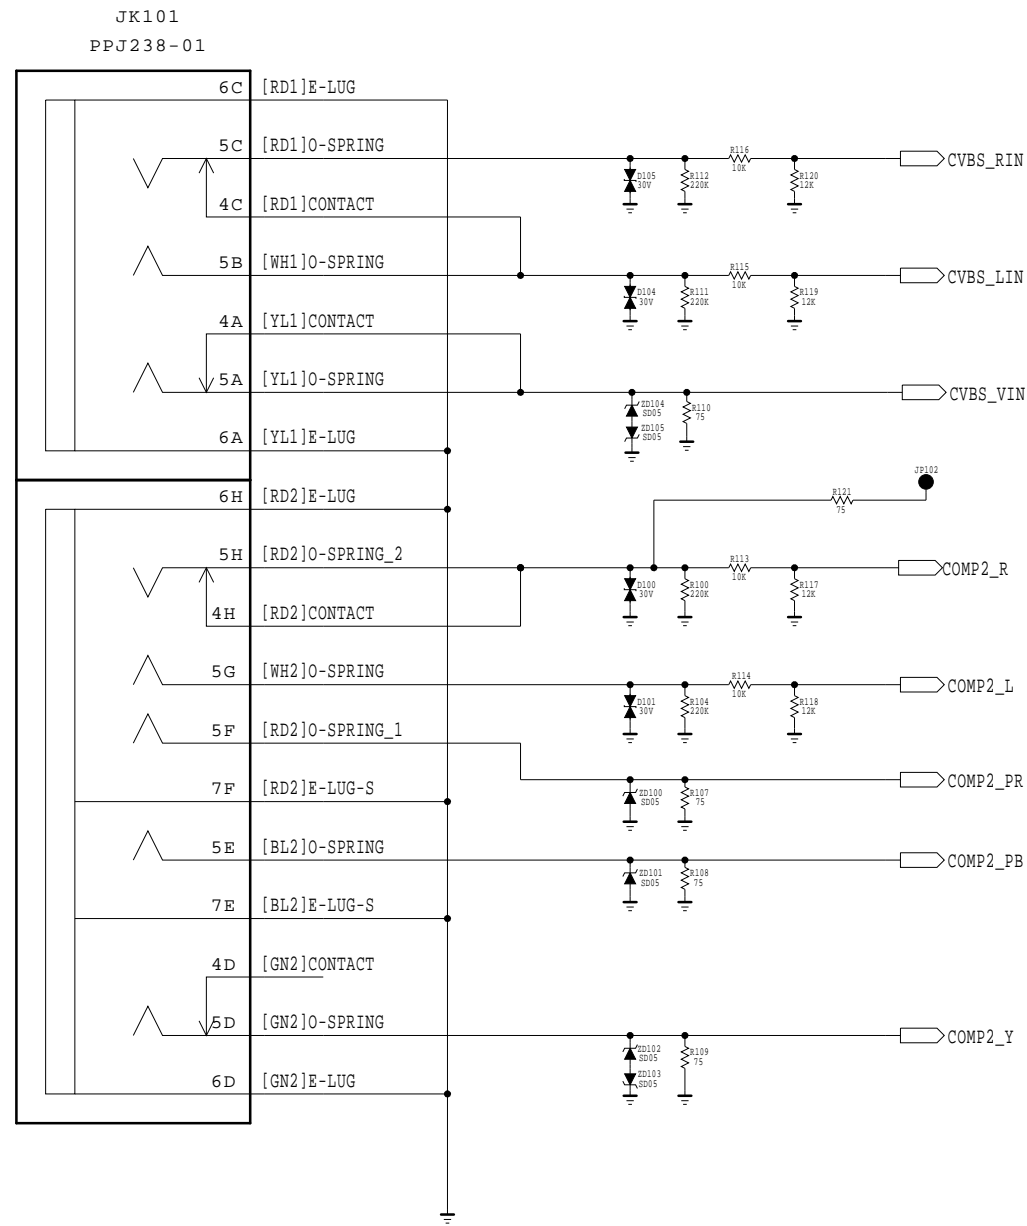 JK101
PPJ238-01
6C [RD1]E-LUG
5C [RD1]O-SPRING
R116
10K
D105
30V
R112
220K
R120
12K
CVBS_RIN
4C [RD1]CONTACT
5B [WH1]O-SPRING
R115
10K
D104
30V
R111
220K
R119
12K
CVBS_LIN
4A [YL1]CONTACT
5A [YL1]O-SPRING
ZD104
SD05
ZD105
SD05
R110
75
CVBS_VIN
6A [YL1]E-LUG
JP102
6H [RD2]E-LUG
R121
75
5H [RD2]O-SPRING_2
R113
10K
D100
30V
R100
220K
R117
12K
COMP2_R
4H [RD2]CONTACT
5G [WH2]O-SPRING
R114
10K
D101
30V
R104
220K
R118
12K
COMP2_L
5F [RD2]O-SPRING_1
ZD100
SD05
R107
75
COMP2_PR
7F [RD2]E-LUG-S
5E [BL2]O-SPRING
ZD101
SD05
R108
75
COMP2_PB
7E [BL2]E-LUG-S
4D [GN2]CONTACT
5D [GN2]O-SPRING
ZD102
SD05
ZD103
SD05
R109
75
COMP2_Y
6D [GN2]E-LUG